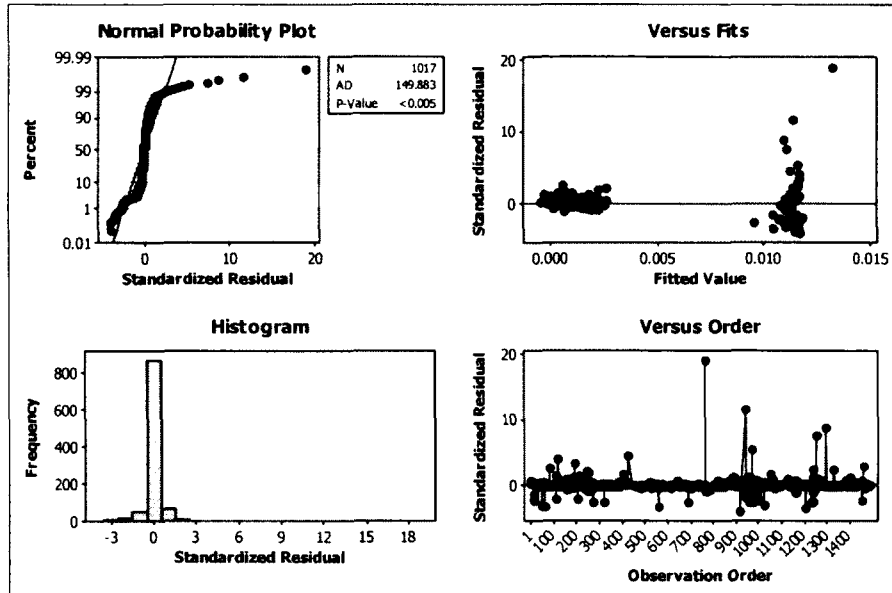 Normal Probability Plot
99.99
99
90
50
10
1
0.01
Percent
0
10
20
Standardized Residual
N 1017
AD 149.883
P-Value <0.005
Versus Fits
20
10
0
Standardized Residual
0.000
0.005
0.010
0.015
Fitted Value
Histogram
800
600
400
200
0
Frequency
-3 0 3 6 9 12 15 18
Standardized Residual
Versus Order
20
10
0
Standardized Residual
1 100 200 300 400 500 600 700 800 900 1000 1100 1200 1300 1400
Observation Order